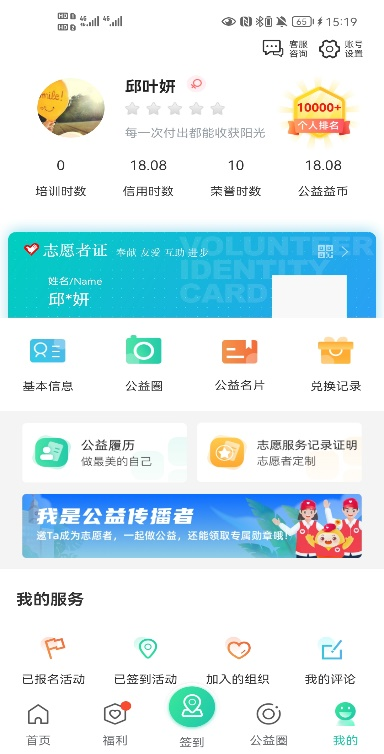 HD 1 4G 4G 65 15:19
HD 2
客服咨询
账号设置
smile!
邱叶妍
每一次付出都能收获阳光
10000+
个人排名
0 18.08 10 18.08
培训时数 信用时数 荣誉时数 公益益币
志愿者证 奉献 友爱 互助 进步
VOLUNTEER
IDENTITY
CARD
姓名/Name
邱*妍
基本信息 公益圈 公益名片 兑换记录
公益履历
做最美的自己
志愿服务记录证明
志愿者定制
我是公益传播者
邀Ta成为志愿者，一起做公益，还能领取专属勋章哦！
我的服务
已报名活动 已签到活动 加入的组织 我的评论
首页 福利 签到 公益圈 我的